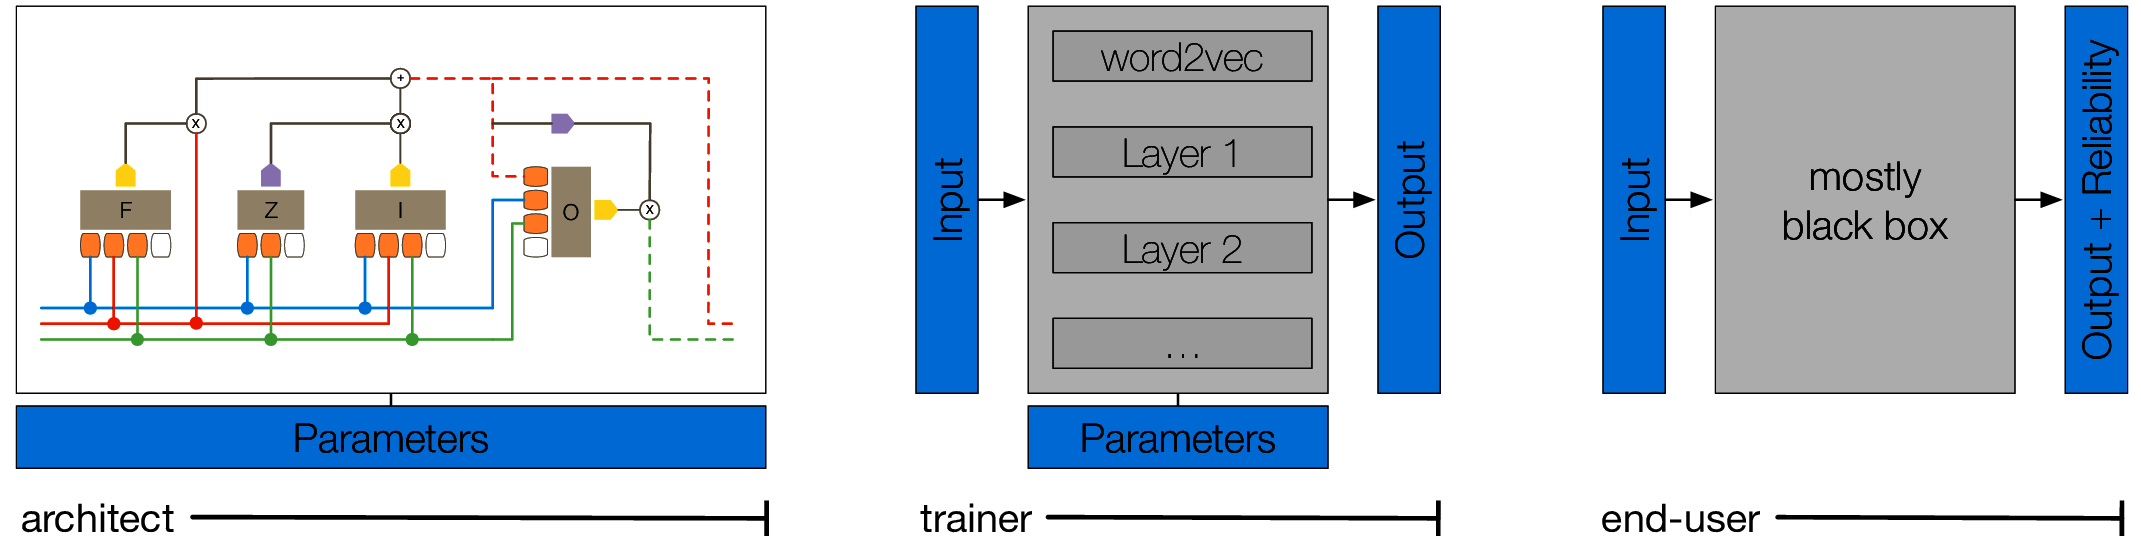 +
X
X
F
Z
I
O
X
Parameters
architect
Input
word2vec
Layer 1
Layer 2
...
Output
Parameters
trainer
Input
mostly
black box
Output + Reliability
end-user